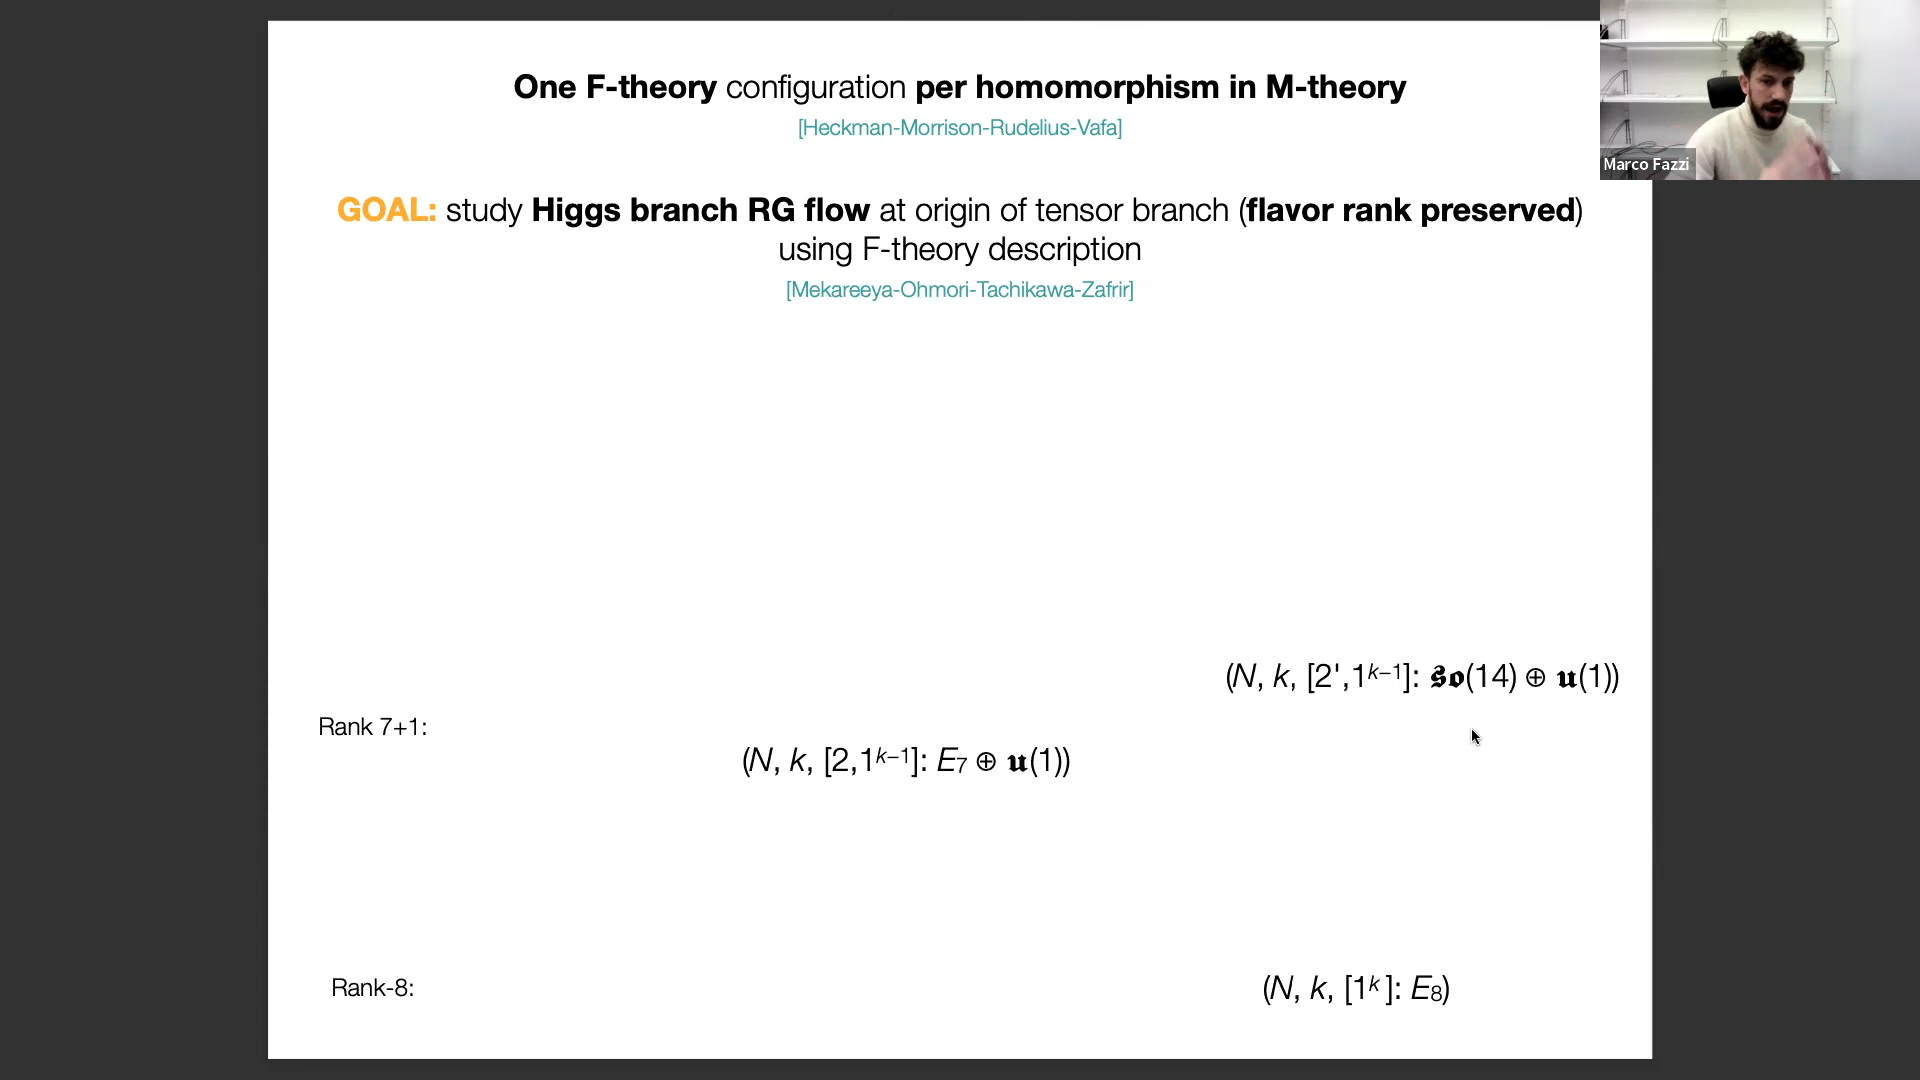 One F-theory configuration per homomorphism in M-theory
[Heckman-Morrison-Rudelius-Vafa]
GOAL: study Higgs branch RG flow at origin of tensor branch (flavor rank preserved)
using F-theory description
[Mekareeya-Ohmori-Tachikawa-Zafrir]
Marco Fazzi
(N, k, [2',1ᵏ⁻¹]: 𝖘𝖔(14) ⊕ 𝖚(1))
Rank 7+1:
(N, k, [2,1ᵏ⁻¹]: E₇ ⊕ 𝖚(1))
Rank-8:
(N, k, [1ᵏ]: E₈)